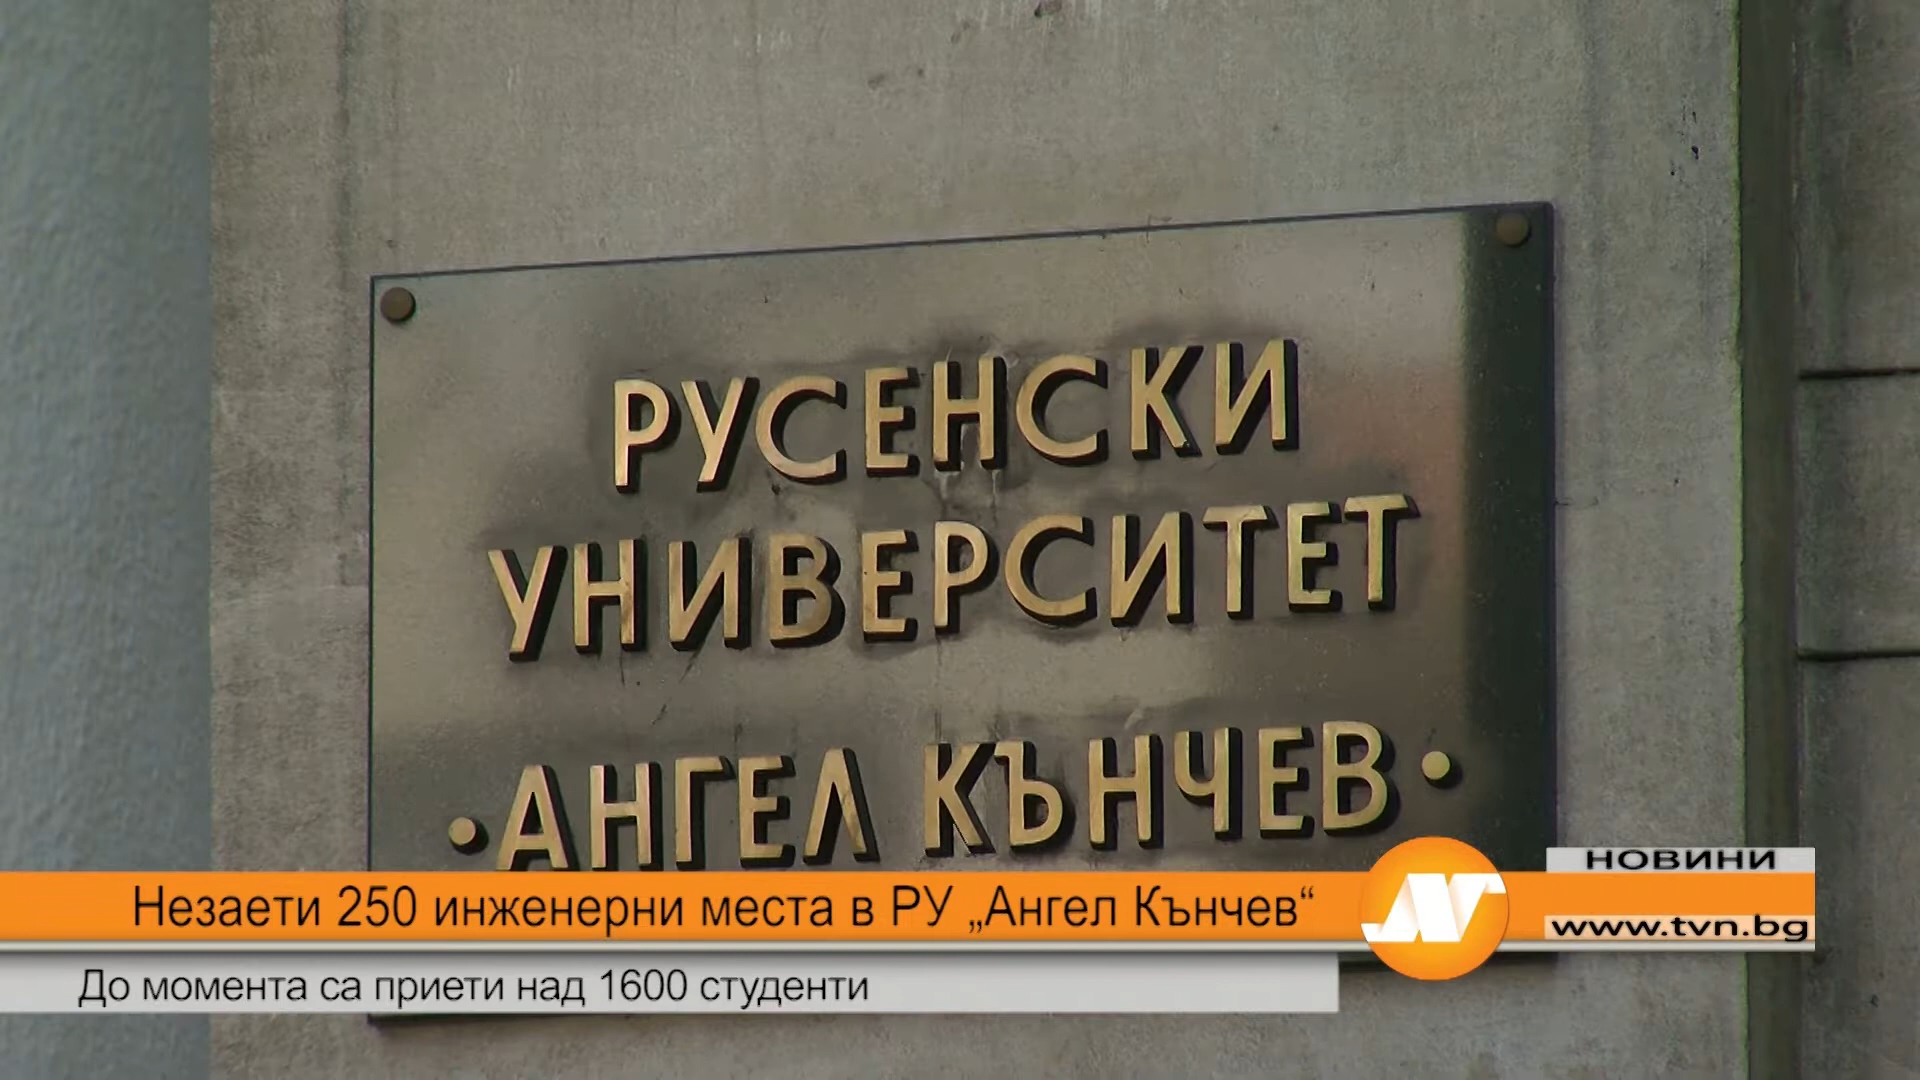 РУСЕНСКИ
УНИВЕРСИТЕТ
·АНГЕЛ КЪНЧЕВ·
НОВИНИ
Незаети 250 инженерни места в РУ „Ангел Кънчев“
www.tvn.bg
До момента са приети над 1600 студенти